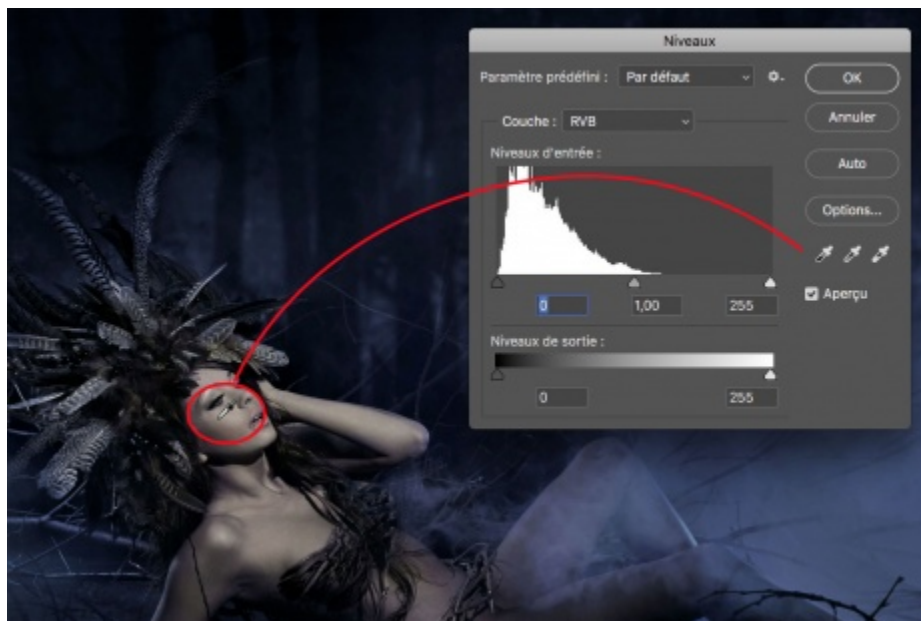 Niveaux
Paramètre prédéfini : Par défaut
OK
Couche : RVB
Annuler
Niveaux d'entrée :
Auto
Options...
Aperçu
0 1,00 255
Niveaux de sortie :
0 255